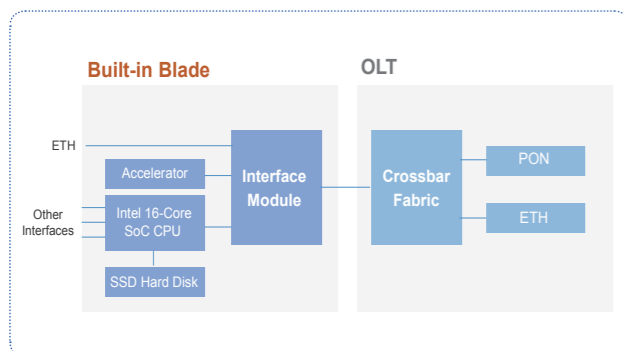 Built-in Blade
OLT
ETH
Accelerator
Interface
Module
Crossbar
Fabric
PON
Other
Interfaces
Intel 16-Core
SoC CPU
ETH
SSD Hard Disk